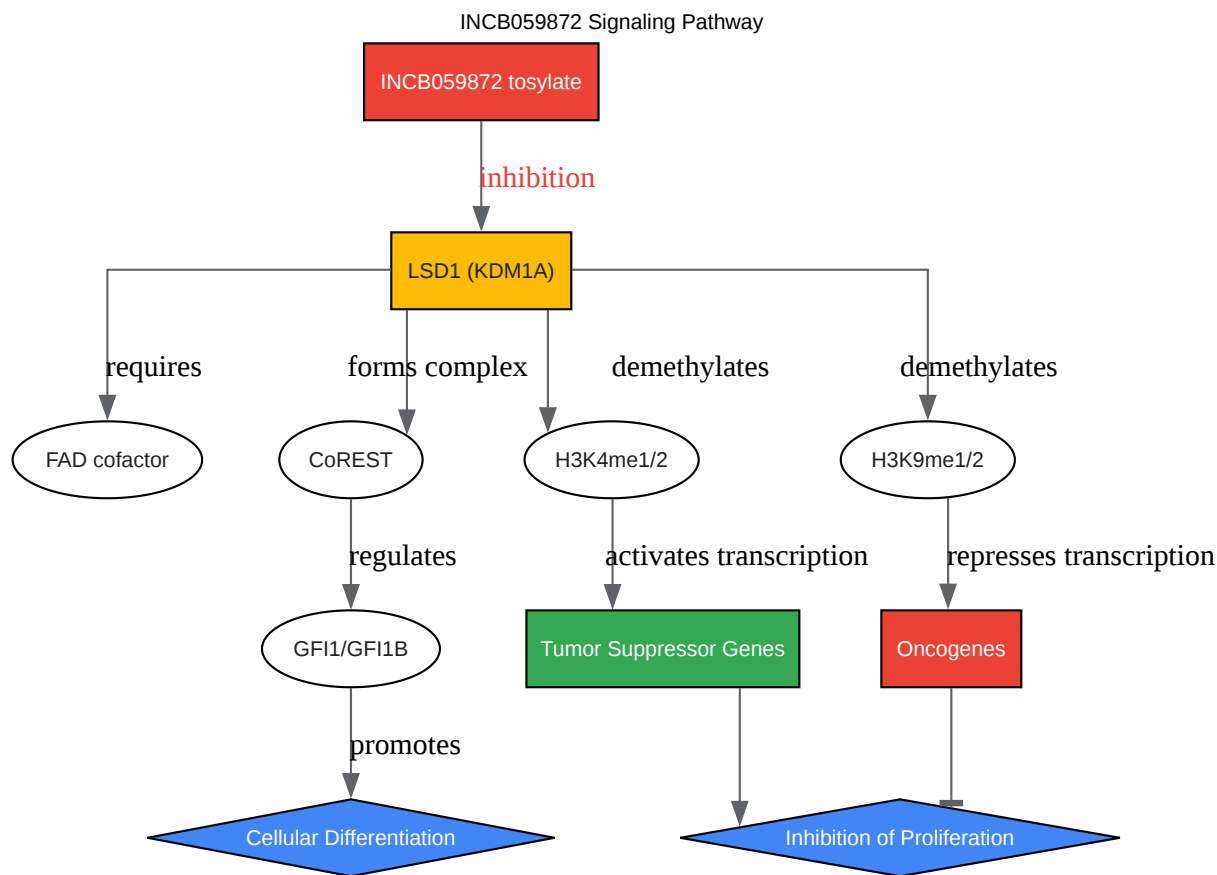 INCB059872 Signaling Pathway
INCB059872 tosylate
inhibition
LSD1 (KDM1A)
requires
forms complex
demethylates
demethylates
FAD cofactor
CoREST
H3K4me1/2
H3K9me1/2
regulates
activates transcription
represses transcription
GFI1/GFI1B
Tumor Suppressor Genes
Oncogenes
promotes
Cellular Differentiation
Inhibition of Proliferation